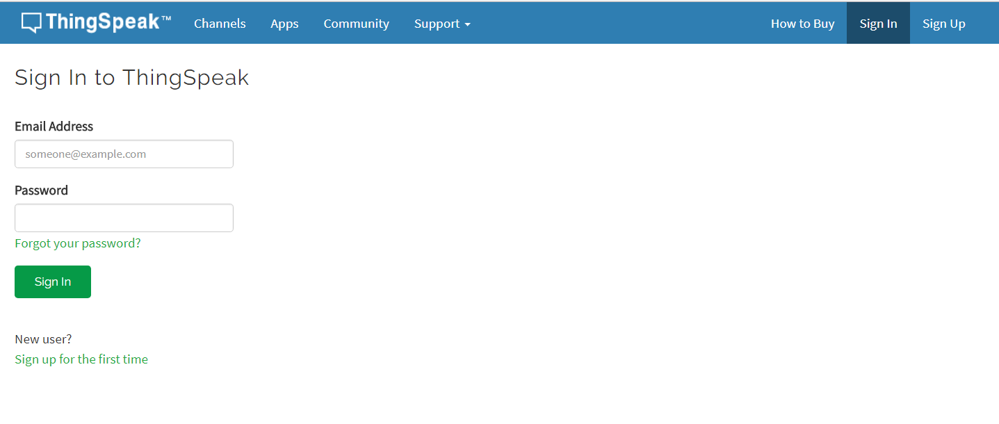 ThingSpeak™ Channels Apps Community Support How to Buy Sign In Sign Up
Sign In to ThingSpeak
Email Address
someone@example.com
Password
Forgot your password?
Sign In
New user?
Sign up for the first time